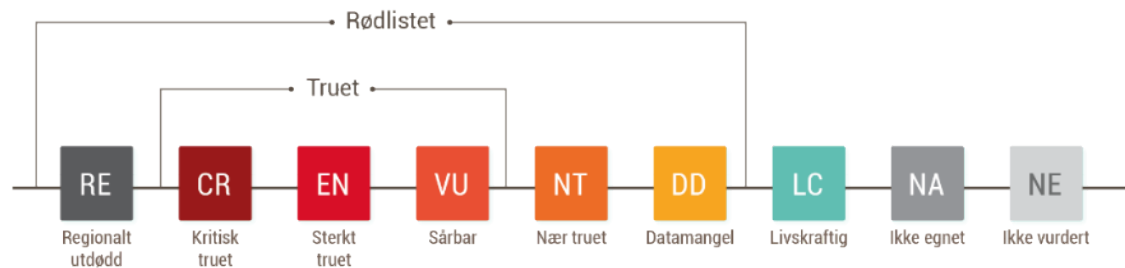 Rødlistet
Truet
RE
CR
EN
VU
NT
DD
LC
NA
NE
Regionalt
utdødd
Kritisk
truet
Sterkt
truet
Sårbar
Nær truet
Datamangel
Livskraftig
Ikke egnet
Ikke vurdert